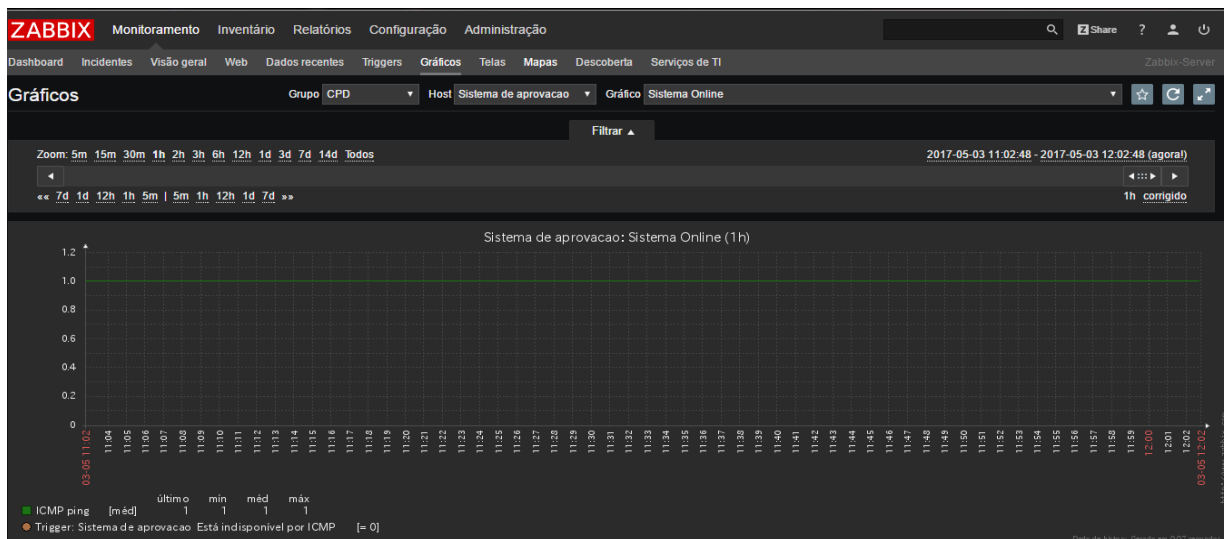 ZABBIX Monitoramento Inventário Relatórios Configuração Administração Z Share ?
Dashboard Incidentes Visão geral Web Dados recentes Triggers Gráficos Telas Mapas Descoberta Serviços de TI Zabbix-Server
Gráficos Grupo CPD Host Sistema de aprovacao Gráfico Sistema Online
Filtrar
Zoom: 5m 15m 30m 1h 2h 3h 6h 12h 1d 3d 7d 14d Todos 2017-05-03 11:02:48 - 2017-05-03 12:02:48 (agora!)
«« 7d 1d 12h 1h 5m | 5m 1h 12h 1d 7d »» 1h corrigido
Sistema de aprovacao: Sistema Online (1h)
1.2
1.0
0.8
0.6
0.4
0.2
0
03-05 11:02 11:04 11:05 11:06 11:07 11:08 11:09 11:10 11:11 11:12 11:13 11:14 11:15 11:16 11:17 11:18 11:19 11:20 11:21 11:22 11:23 11:24 11:25 11:26 11:27 11:28 11:29 11:30 11:31 11:32 11:33 11:34 11:35 11:36 11:37 11:38 11:39 11:40 11:41 11:42 11:43 11:44 11:45 11:46 11:47 11:48 11:49 11:50 11:51 11:52 11:53 11:54 11:55 11:56 11:57 11:58 11:59 12:00 12:01 12:02 03-05 12:02
último mín méd máx
ICMP ping [méd] 1 1 1 1
Trigger: Sistema de aprovacao Está indisponível por ICMP [= 0]